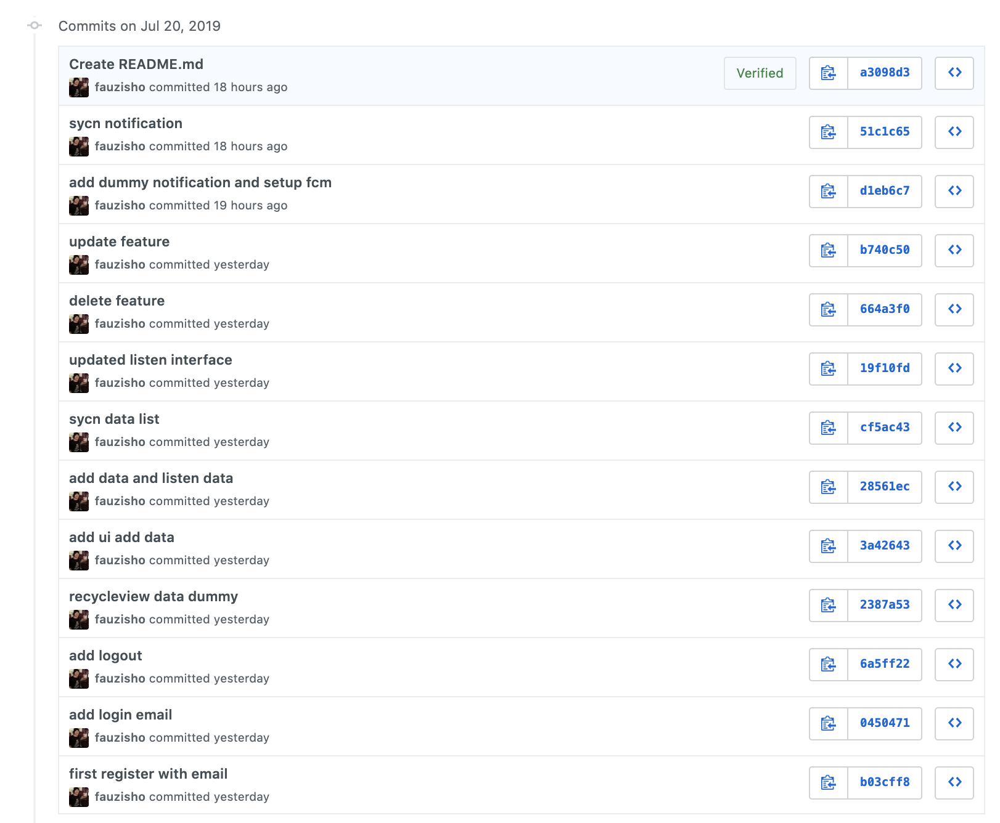 Commits on Jul 20, 2019
Create README.md
fauzisho committed 18 hours ago
Verified
a3098d3
sycn notification
fauzisho committed 18 hours ago
51c1c65
add dummy notification and setup fcm
fauzisho committed 19 hours ago
d1eb6c7
update feature
fauzisho committed yesterday
b740c50
delete feature
fauzisho committed yesterday
664a3f0
updated listen interface
fauzisho committed yesterday
19f10fd
sycn data list
fauzisho committed yesterday
cf5ac43
add data and listen data
fauzisho committed yesterday
28561ec
add ui add data
fauzisho committed yesterday
3a42643
recycleview data dummy
fauzisho committed yesterday
2387a53
add logout
fauzisho committed yesterday
6a5ff22
add login email
fauzisho committed yesterday
0450471
first register with email
fauzisho committed yesterday
b03cff8